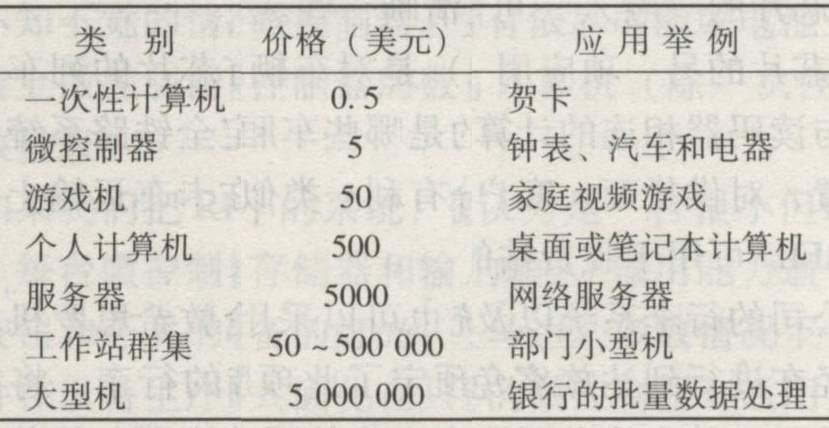 类 别 价格（美元） 应 用 举 例
一次性计算机 0.5 贺卡
微控制器 5 钟表、汽车和电器
游戏机 50 家庭视频游戏
个人计算机 500 桌面或笔记本计算机
服务器 5000 网络服务器
工作站群集 50 ~ 500 000 部门小型机
大型机 5 000 000 银行的批量数据处理